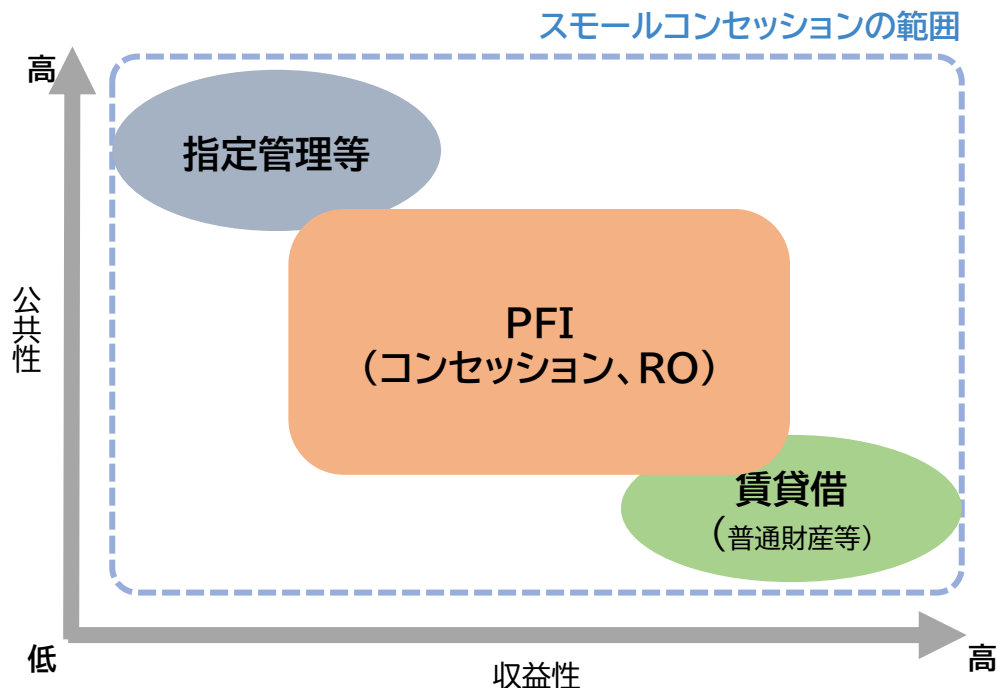 スモールコンセッションの範囲
高
指定管理等
公共性
PFI
(コンセッション、RO)
賃貸借
(普通財産等)
低
収益性
高